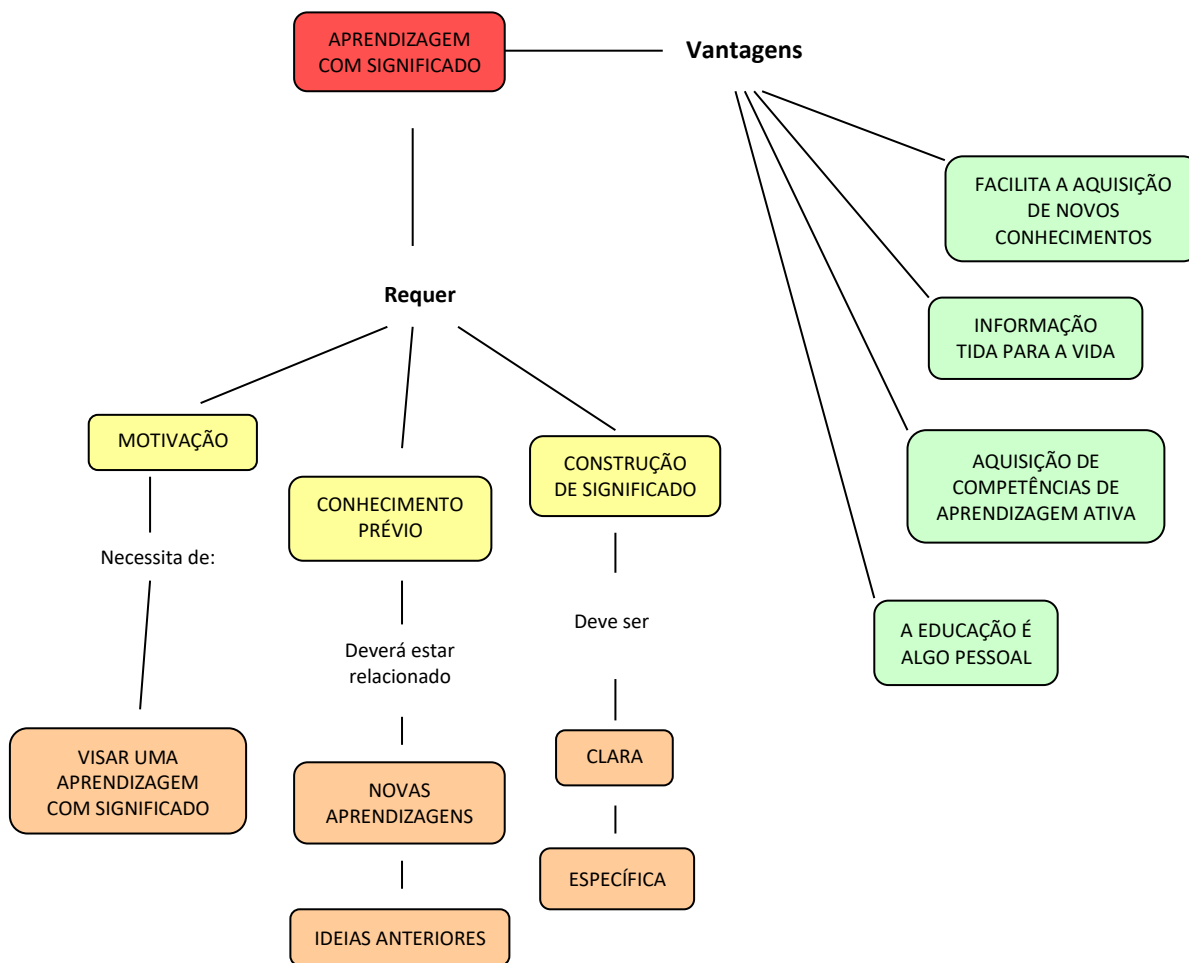 APRENDIZAGEM
COM SIGNIFICADO
Vantagens
FACILITA A AQUISIÇÃO
DE NOVOS
CONHECIMENTOS
INFORMAÇÃO
TIDA PARA A VIDA
AQUISIÇÃO DE
COMPETÊNCIAS DE
APRENDIZAGEM ATIVA
A EDUCAÇÃO É
ALGO PESSOAL
Requer
MOTIVAÇÃO
Necessita de:
VISAR UMA
APRENDIZAGEM
COM SIGNIFICADO
CONHECIMENTO
PRÉVIO
Deverá estar
relacionado
NOVAS
APRENDIZAGENS
IDEIAS ANTERIORES
CONSTRUÇÃO
DE SIGNIFICADO
Deve ser
CLARA
ESPECÍFICA